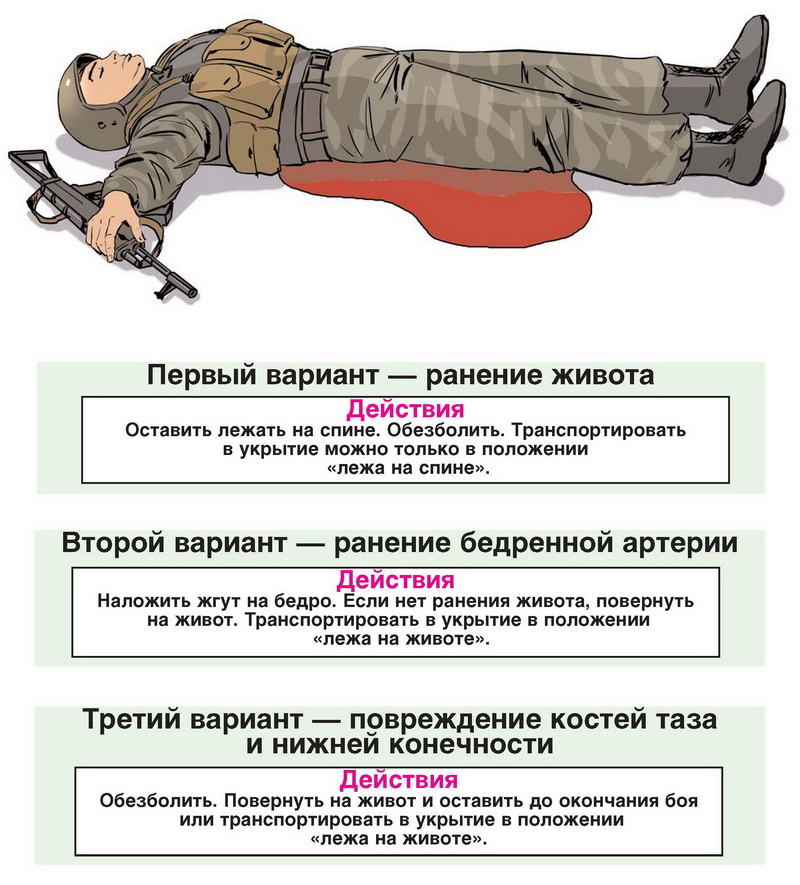 Первый вариант — ранение живота
Действия
Оставить лежать на спине. Обезболить. Транспортировать
в укрытие можно только в положении
«лежа на спине».
Второй вариант — ранение бедренной артерии
Действия
Наложить жгут на бедро. Если нет ранения живота, повернуть
на живот. Транспортировать в укрытие в положении
«лежа на животе».
Третий вариант — повреждение костей таза
и нижней конечности
Действия
Обезболить. Повернуть на живот и оставить до окончания боя
или транспортировать в укрытие в положении
«лежа на животе».